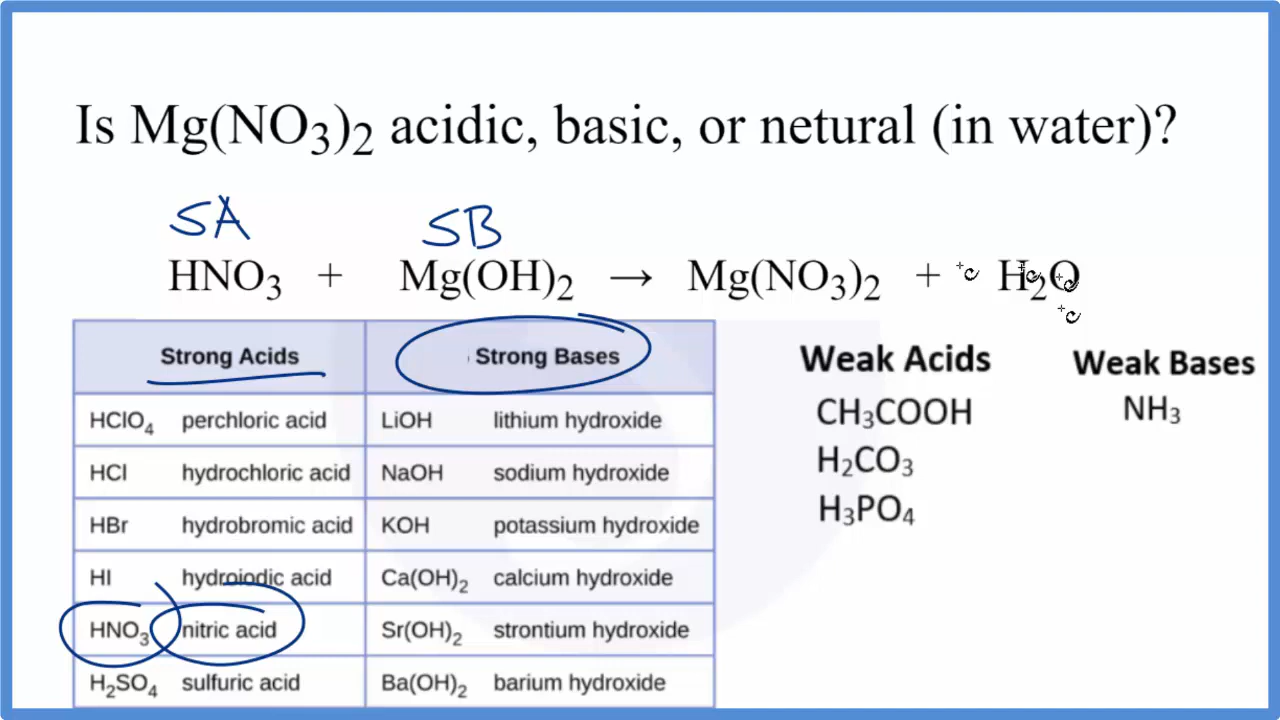 Is Mg(NO₃)₂ acidic, basic, or netural (in water)?
SA SB
HNO₃ + Mg(OH)₂ → Mg(NO₃)₂ + H₂O
Strong Acids Strong Bases
HClO₄ perchloric acid LiOH lithium hydroxide
HCl hydrochloric acid NaOH sodium hydroxide
HBr hydrobromic acid KOH potassium hydroxide
HI hydroiodic acid Ca(OH)₂ calcium hydroxide
HNO₃ nitric acid Sr(OH)₂ strontium hydroxide
H₂SO₄ sulfuric acid Ba(OH)₂ barium hydroxide
Weak Acids Weak Bases
CH₃COOH NH₃
H₂CO₃
H₃PO₄